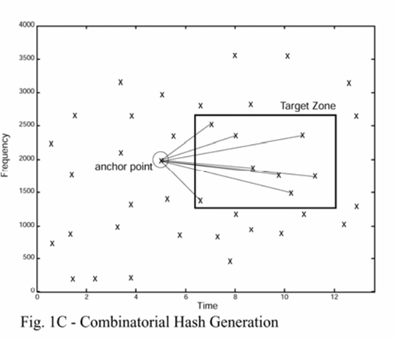 4000
3500
3000
2500
2000
1500
1000
500
0
Frequency
Target Zone
anchor point
0 2 4 6 8 10 12
Time
Fig. 1C - Combinatorial Hash Generation